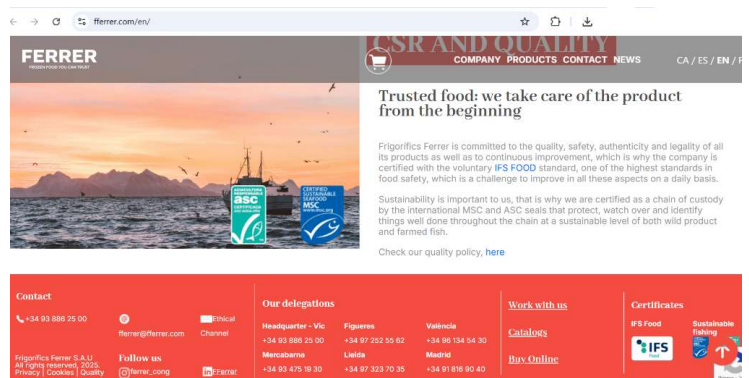 fferrer.com/en/
FERRER
FROZEN FOOD YOU CAN TRUST
CSR AND QUALITY
COMPANY PRODUCTS CONTACT NEWS
CA / ES / EN /
Trusted food: we take care of the product
from the beginning
Frigorifics Ferrer is committed to the quality, safety, authenticity and legality of all
its products as well as to continuous improvement, which is why the company is
certified with the voluntary IFS FOOD standard, one of the highest standards in
food safety, which is a challenge to improve in all these aspects on a daily basis.
Sustainability is important to us, that is why we are certified as a chain of custody
by the international MSC and ASC seals that protect, watch over and identify
things well done throughout the chain at a sustainable level of both wild product
and farmed fish.
Check our quality policy, here
ACUICULTURA
RESPONSABLE
asc
CERTIFICADO
CERTIFIED
SUSTAINABLE
SEAFOOD
MSC
www.msc.org
Contact
+34 93 886 25 00
fferrer@fferrer.com
Ethical
Channel
Frigorifics Ferrer S.A.U
All rights reserved, 2025.
Privacy | Cookies | Quality
Follow us
ferrer_cong
FFerrer
Our delegations
Headquarter - Vic
+34 93 886 25 00
Figueres
+34 97 252 55 62
València
+34 96 134 54 30
Mercabarna
+34 93 475 19 30
Lleida
+34 97 323 70 35
Madrid
+34 91 816 90 40
Work with us
Catalogs
Buy Online
Certificates
IFS Food
Sustainable
fishing
IFS
Food